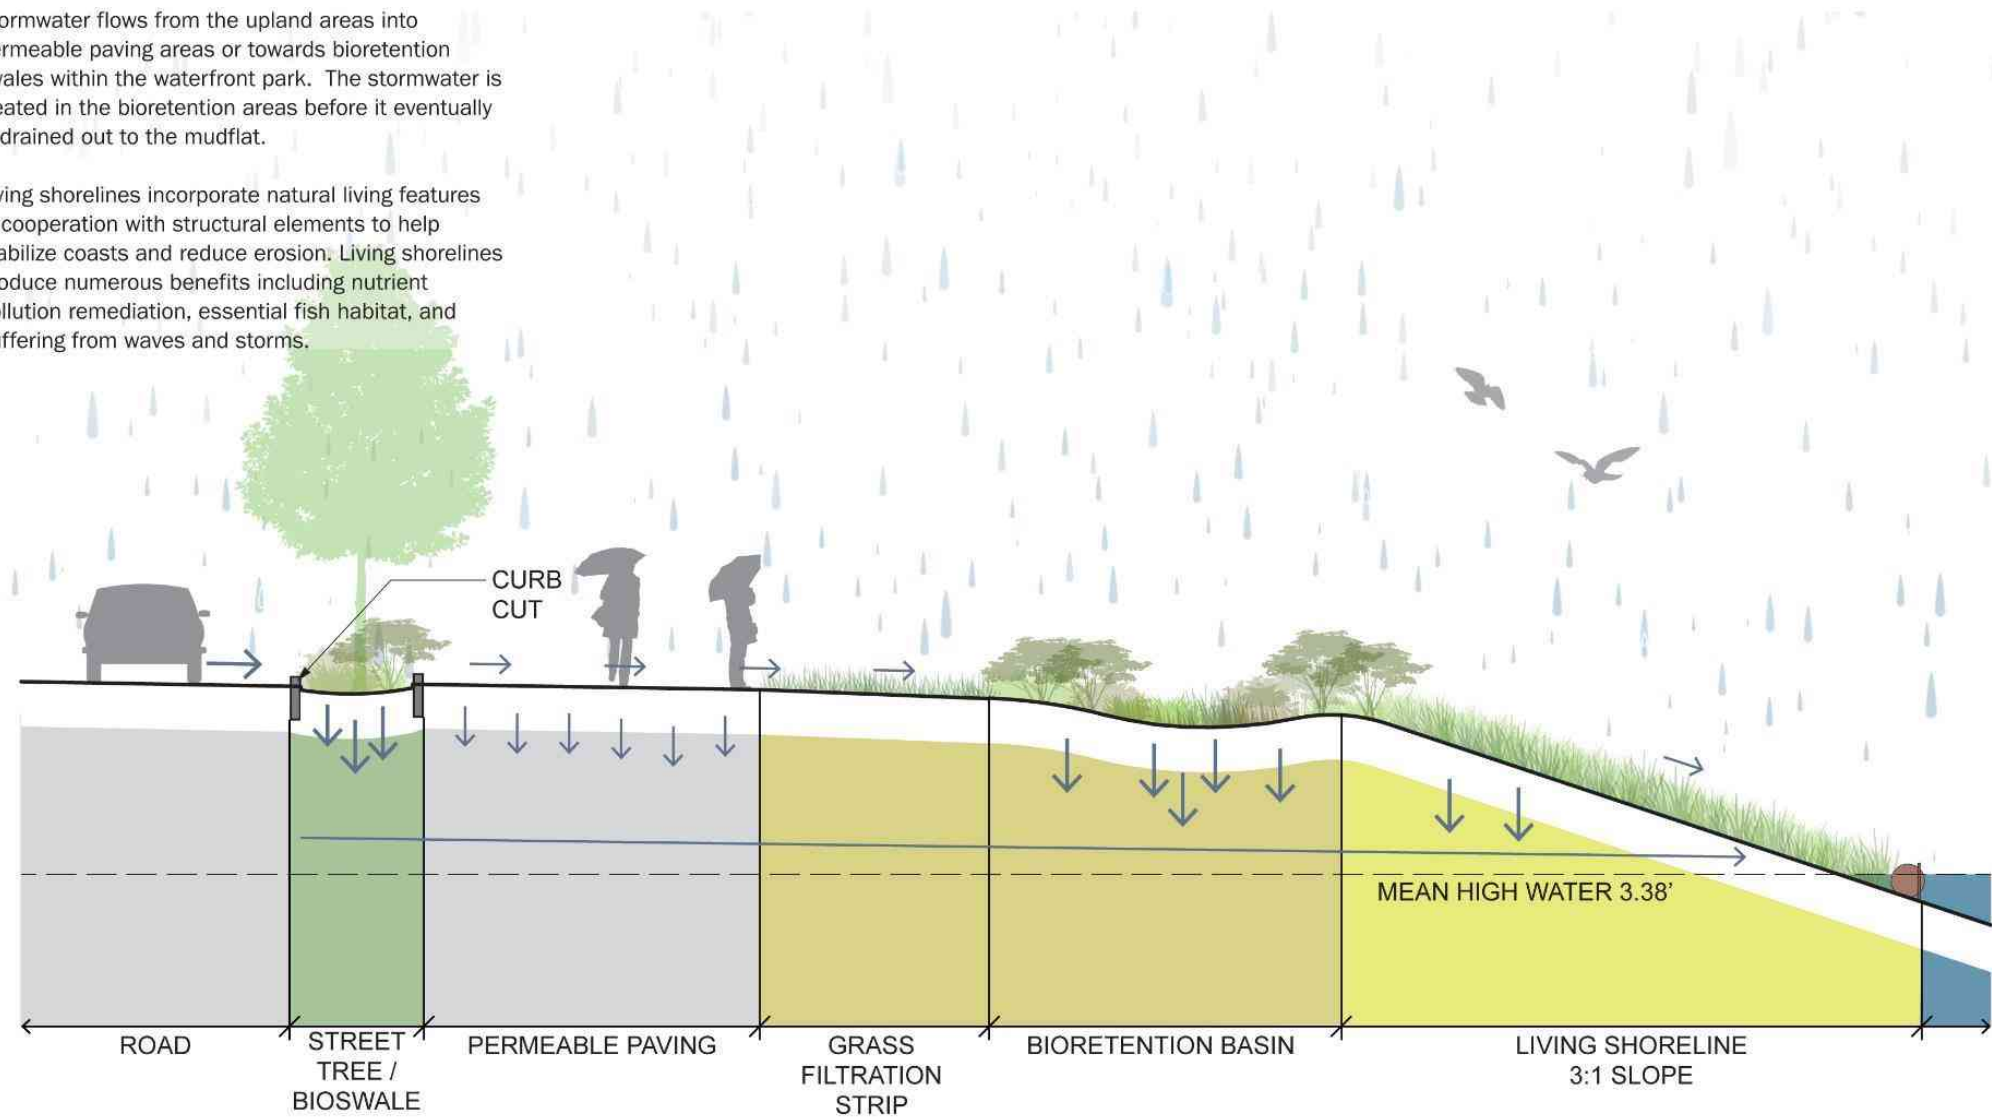 ormwater flows from the upland areas into
ermeable paving areas or towards bioretention
ales within the waterfront park. The stormwater is
eated in the bioretention areas before it eventually
drained out to the mudflat.
ing shorelines incorporate natural living features
cooperation with structural elements to help
abilize coasts and reduce erosion. Living shorelines
oduce numerous benefits including nutrient
llution remediation, essential fish habitat, and
ffering from waves and storms.
CURB
CUT
MEAN HIGH WATER 3.38’
ROAD
STREET
TREE /
BIOSWALE
PERMEABLE PAVING
GRASS
FILTRATION
STRIP
BIORETENTION BASIN
LIVING SHORELINE
3:1 SLOPE